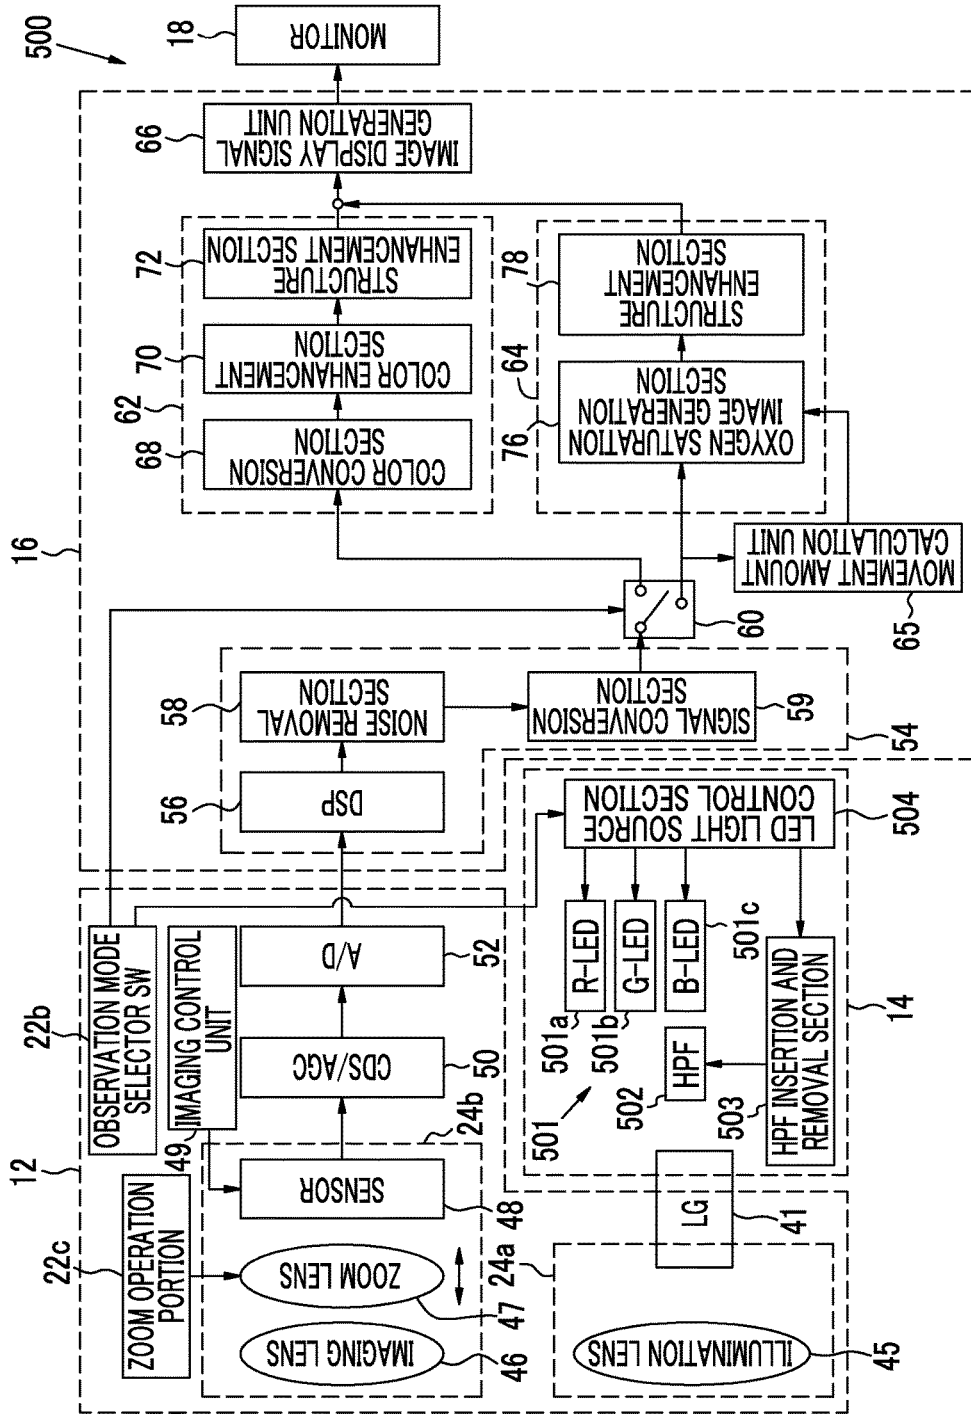 500
12
16
22c
ZOOM OPERATION
PORTION
22b
OBSERVATION MODE
SELECTOR SW
49
IMAGING CONTROL
UNIT
24b
IMAGING LENS
46
ZOOM LENS
47
SENSOR
48
CDS/AGC
50
A/D
52
56
DSP
58
NOISE REMOVAL
SECTION
SIGNAL CONVERSION
SECTION
59
54
60
62
68
COLOR CONVERSION
SECTION
70
COLOR ENHANCEMENT
SECTION
72
STRUCTURE
ENHANCEMENT SECTION
66
IMAGE DISPLAY SIGNAL
GENERATION UNIT
18
MONITOR
64
76
OXYGEN SATURATION
IMAGE GENERATION
SECTION
78
STRUCTURE
ENHANCEMENT
SECTION
MOVEMENT AMOUNT
CALCULATION UNIT
65
24a
ILLUMINATION LENS
45
LG
41
501
501a
R-LED
501b
G-LED
B-LED
501c
502
HPF
503
HPF INSERTION AND
REMOVAL SECTION
LED LIGHT SOURCE
CONTROL SECTION
504
14